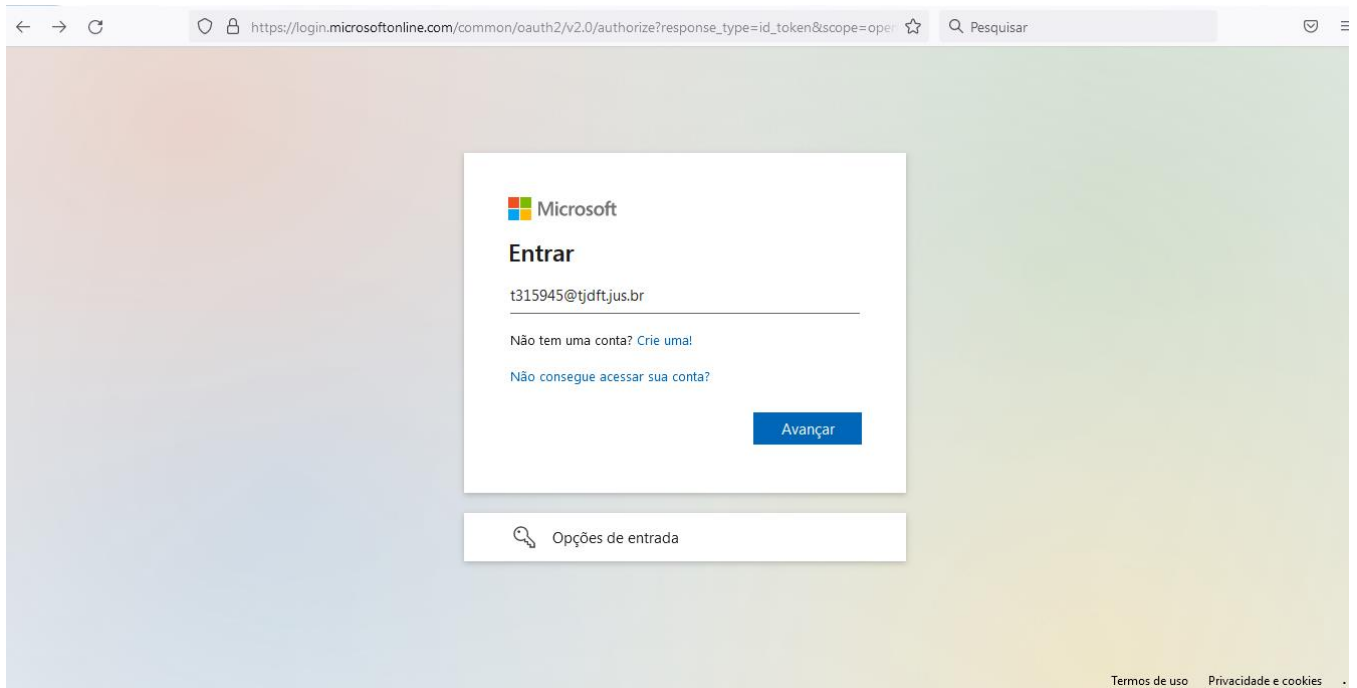 https://login.microsoftonline.com/common/oauth2/v2.0/authorize?response_type=id_token&scope=oper
Pesquisar
Microsoft
Entrar
t315945@tjdft.jus.br
Não tem uma conta? Crie uma!
Não consegue acessar sua conta?
Avançar
Opções de entrada
Termos de uso Privacidade e cookies